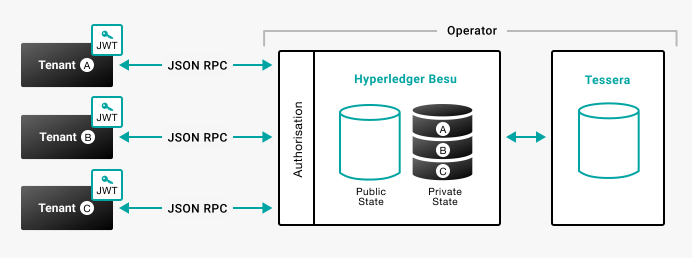 Operator
JWT
Tenant A
JSON RPC
JWT
Tenant B
JSON RPC
JWT
Tenant C
JSON RPC
Authorisation
Hyperledger Besu
A
B
C
Public
State
Private
State
Tessera